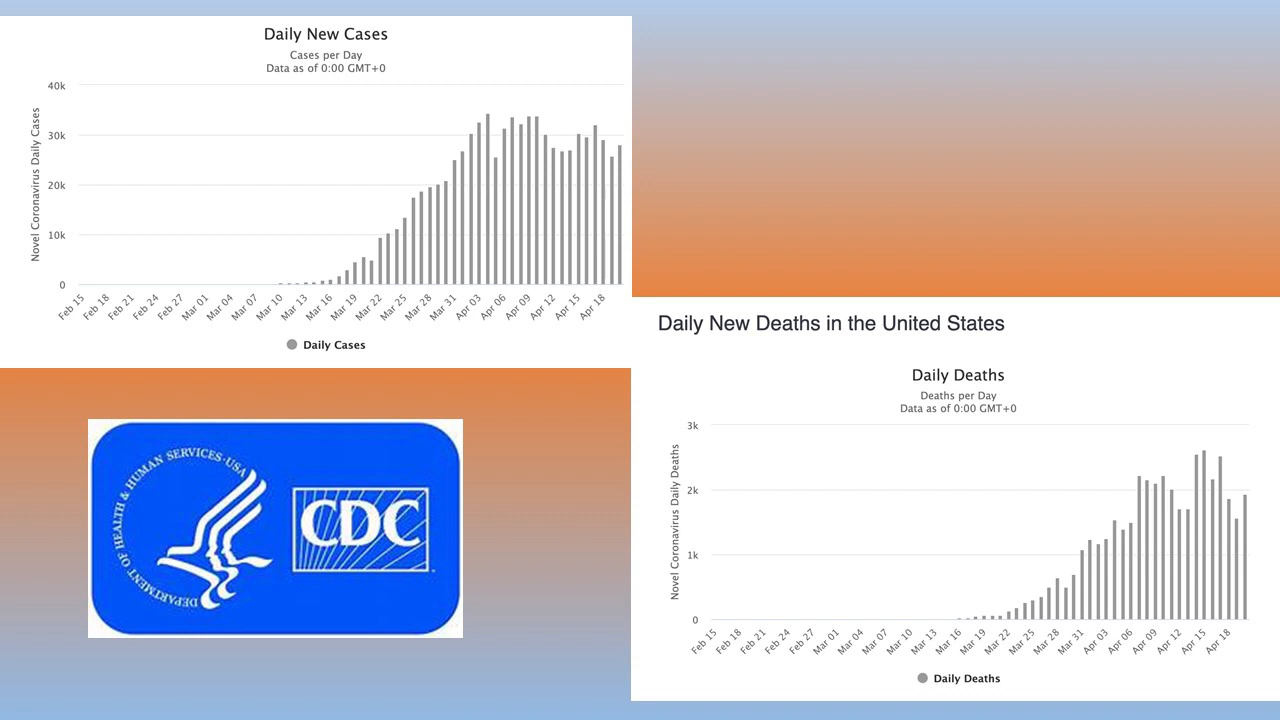 Daily New Cases
Cases per Day
Data as of 0:00 GMT+0
Novel Coronavirus Daily Cases
40k
30k
20k
10k
0
Feb 15
Feb 18
Feb 21
Feb 24
Feb 27
Mar 01
Mar 04
Mar 07
Mar 10
Mar 13
Mar 16
Mar 19
Mar 22
Mar 25
Mar 28
Mar 31
Apr 03
Apr 06
Apr 09
Apr 12
Apr 15
Apr 18
Daily Cases
Daily New Deaths in the United States
Daily Deaths
Deaths per Day
Data as of 0:00 GMT+0
Novel Coronavirus Daily Deaths
3k
2k
1k
0
Feb 15
Feb 18
Feb 21
Feb 24
Feb 27
Mar 01
Mar 04
Mar 07
Mar 10
Mar 13
Mar 16
Mar 19
Mar 22
Mar 25
Mar 28
Mar 31
Apr 03
Apr 06
Apr 09
Apr 12
Apr 15
Apr 18
Daily Deaths
DEPARTMENT OF HEALTH & HUMAN SERVICES·USA
CDC